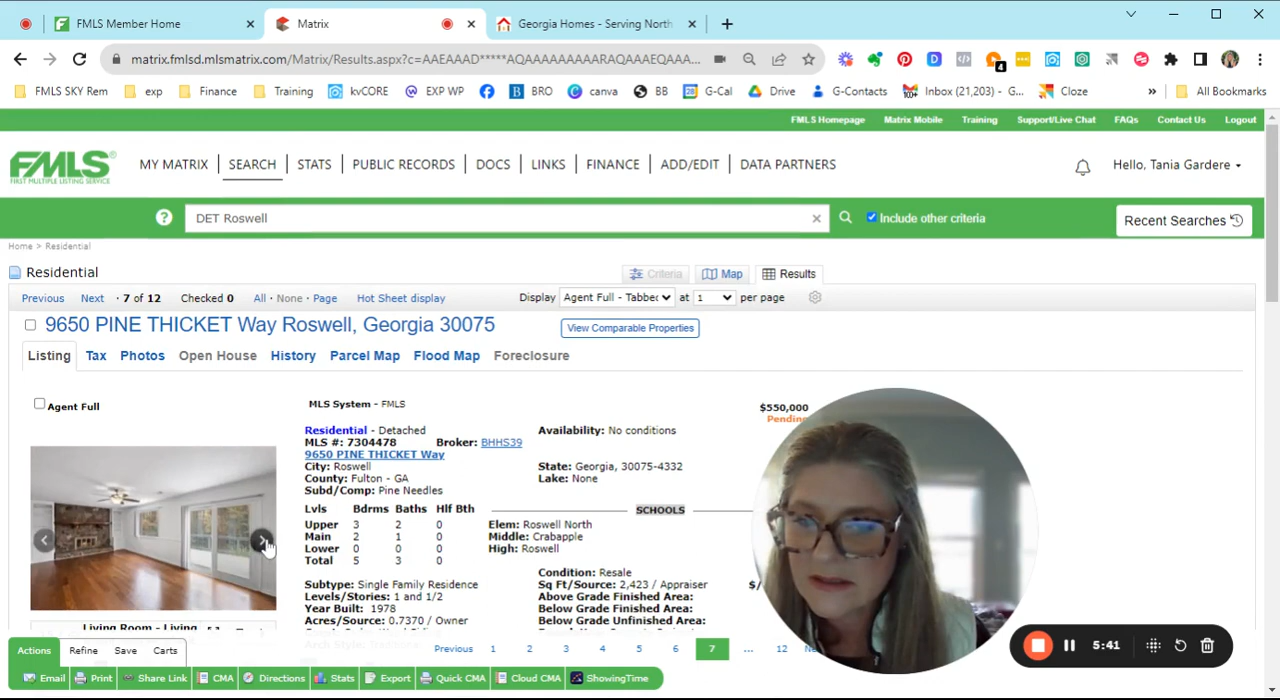 FMLS Member Home
Matrix
Georgia Homes - Serving North
matrix.fmlsd.mlsmatrix.com/Matrix/Results.aspx?c=AAEAAAD*****AQAAAAAAAAARAQAAAEQAAA...
4
FMLS SKY Rem
exp
Finance
Training
kvCORE
EXP WP
BRO
canva
BB
G-Cal
Drive
G-Contacts
Inbox (21,203) - G...
Cloze
»
All Bookmarks
FMLS Homepage
Matrix Mobile
Training
Support/Live Chat
FAQs
Contact Us
Logout
FMLS
FIRST MULTIPLE LISTING SERVICE
MY MATRIX
SEARCH
STATS
PUBLIC RECORDS
DOCS
LINKS
FINANCE
ADD/EDIT
DATA PARTNERS
Hello, Tania Gardere
DET Roswell
Include other criteria
Recent Searches
Home > Residential
Residential
Criteria
Map
Results
Previous Next · 7 of 12 Checked 0 All · None · Page Hot Sheet display
Display Agent Full - Tabbed at 1 per page
9650 PINE THICKET Way Roswell, Georgia 30075
View Comparable Properties
Listing Tax Photos Open House History Parcel Map Flood Map Foreclosure
Agent Full
MLS System - FMLS
$550,000
Pending
Residential - Detached
Availability: No conditions
MLS #: 7304478 Broker: BHHS39
9650 PINE THICKET Way
City: Roswell
State: Georgia, 30075-4332
County: Fulton - GA
Lake: None
Subd/Comp: Pine Needles
Lvls Bdrms Baths Hlf Bth
SCHOOLS
Upper 3 2 0
Elem: Roswell North
Main 2 1 0
Middle: Crabapple
Lower 0 0 0
High: Roswell
Total 5 3 0
Condition: Resale
Subtype: Single Family Residence
Sq Ft/Source: 2,423 / Appraiser
$/
Levels/Stories: 1 and 1/2
Above Grade Finished Area:
Year Built: 1978
Below Grade Finished Area:
Acres/Source: 0.7370 / Owner
Below Grade Unfinished Area:
Living Room - Living
Actions Refine Save Carts
Previous 1 2 3 4 5 6 7 ... 12
Email Print Share Link CMA Directions Stats Export Quick CMA Cloud CMA ShowingTime
5:41